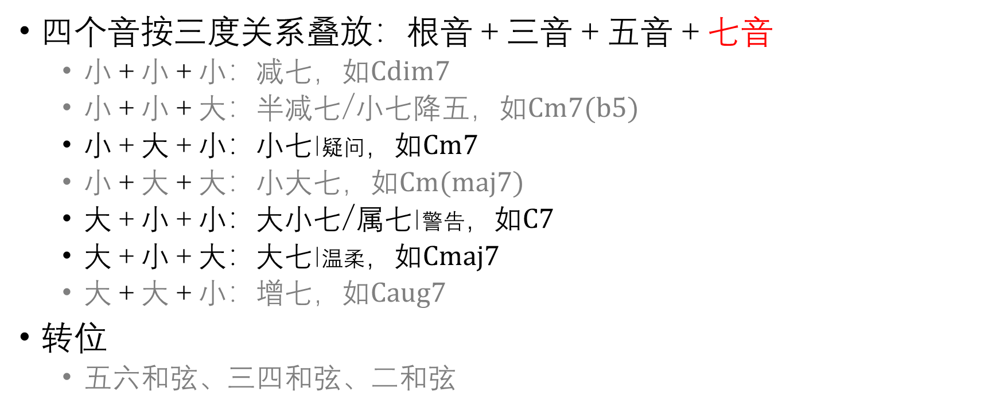 • 四个音按三度关系叠放：根音 + 三音 + 五音 + 七音
• 小 + 小 + 小：减七，如Cdim7
• 小 + 小 + 大：半减七/小七降五，如Cm7(b5)
• 小 + 大 + 小：小七|疑问，如Cm7
• 小 + 大 + 大：小大七，如Cm(maj7)
• 大 + 小 + 小：大小七/属七|警告，如C7
• 大 + 小 + 大：大七|温柔，如Cmaj7
• 大 + 大 + 小：增七，如Caug7
• 转位
• 五六和弦、三四和弦、二和弦